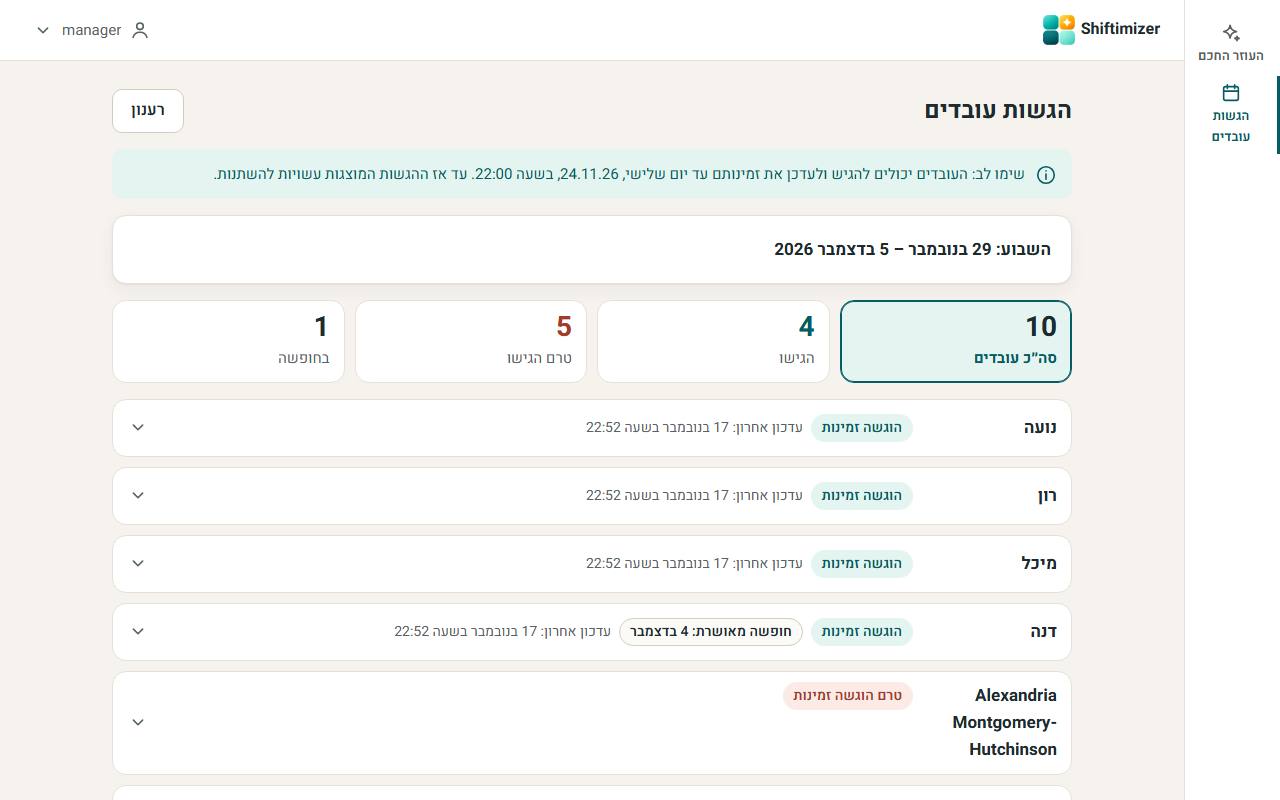 העוזר החכם
הגשות
עובדים
Shiftimizer
manager
הגשות עובדים
רענון
שימו לב: העובדים יכולים להגיש ולעדכן את זמינותם עד יום שלישי, 24.11.26, בשעה 22:00. עד אז ההגשות המוצגות עשויות להשתנות.
השבוע: 29 בנובמבר – 5 בדצמבר 2026
10
סה״כ עובדים
4
הגישו
5
טרם הגישו
1
בחופשה
נועה
הוגשה זמינות
עדכון אחרון: 17 בנובמבר בשעה 22:52
רון
הוגשה זמינות
עדכון אחרון: 17 בנובמבר בשעה 22:52
מיכל
הוגשה זמינות
עדכון אחרון: 17 בנובמבר בשעה 22:52
דנה
הוגשה זמינות
חופשה מאושרת: 4 בדצמבר
עדכון אחרון: 17 בנובמבר בשעה 22:52
Alexandria
Montgomery-
Hutchinson
טרם הוגשה זמינות